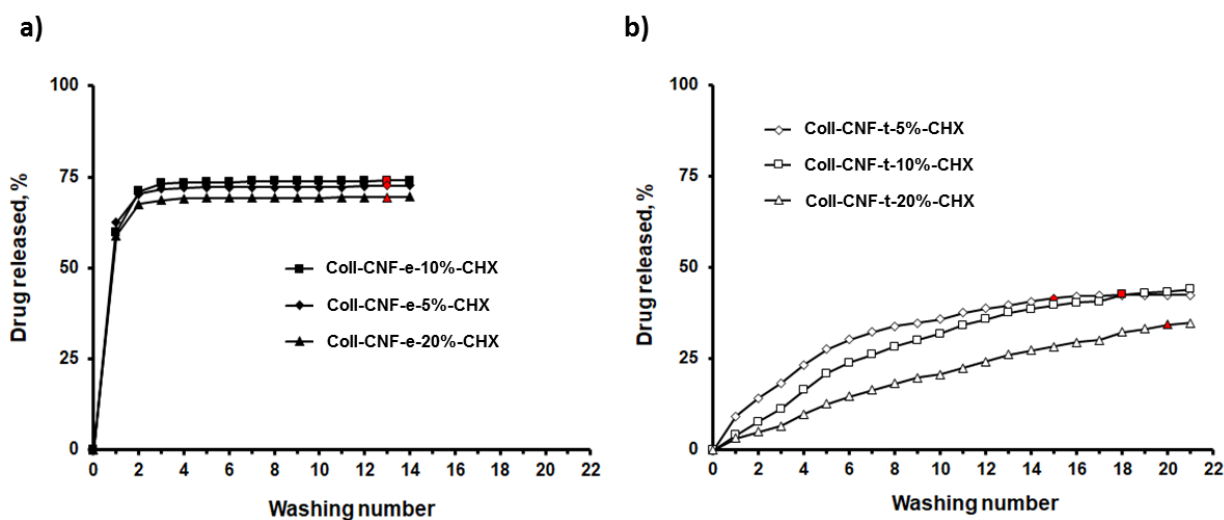 a)
100
75
50
25
0
Drug released, %
Coll-CNF-e-10%-CHX
Coll-CNF-e-5%-CHX
Coll-CNF-e-20%-CHX
0 2 4 6 8 10 12 14 16 18 20 22
Washing number
b)
100
75
50
25
0
Drug released, %
Coll-CNF-t-5%-CHX
Coll-CNF-t-10%-CHX
Coll-CNF-t-20%-CHX
0 2 4 6 8 10 12 14 16 18 20 22
Washing number